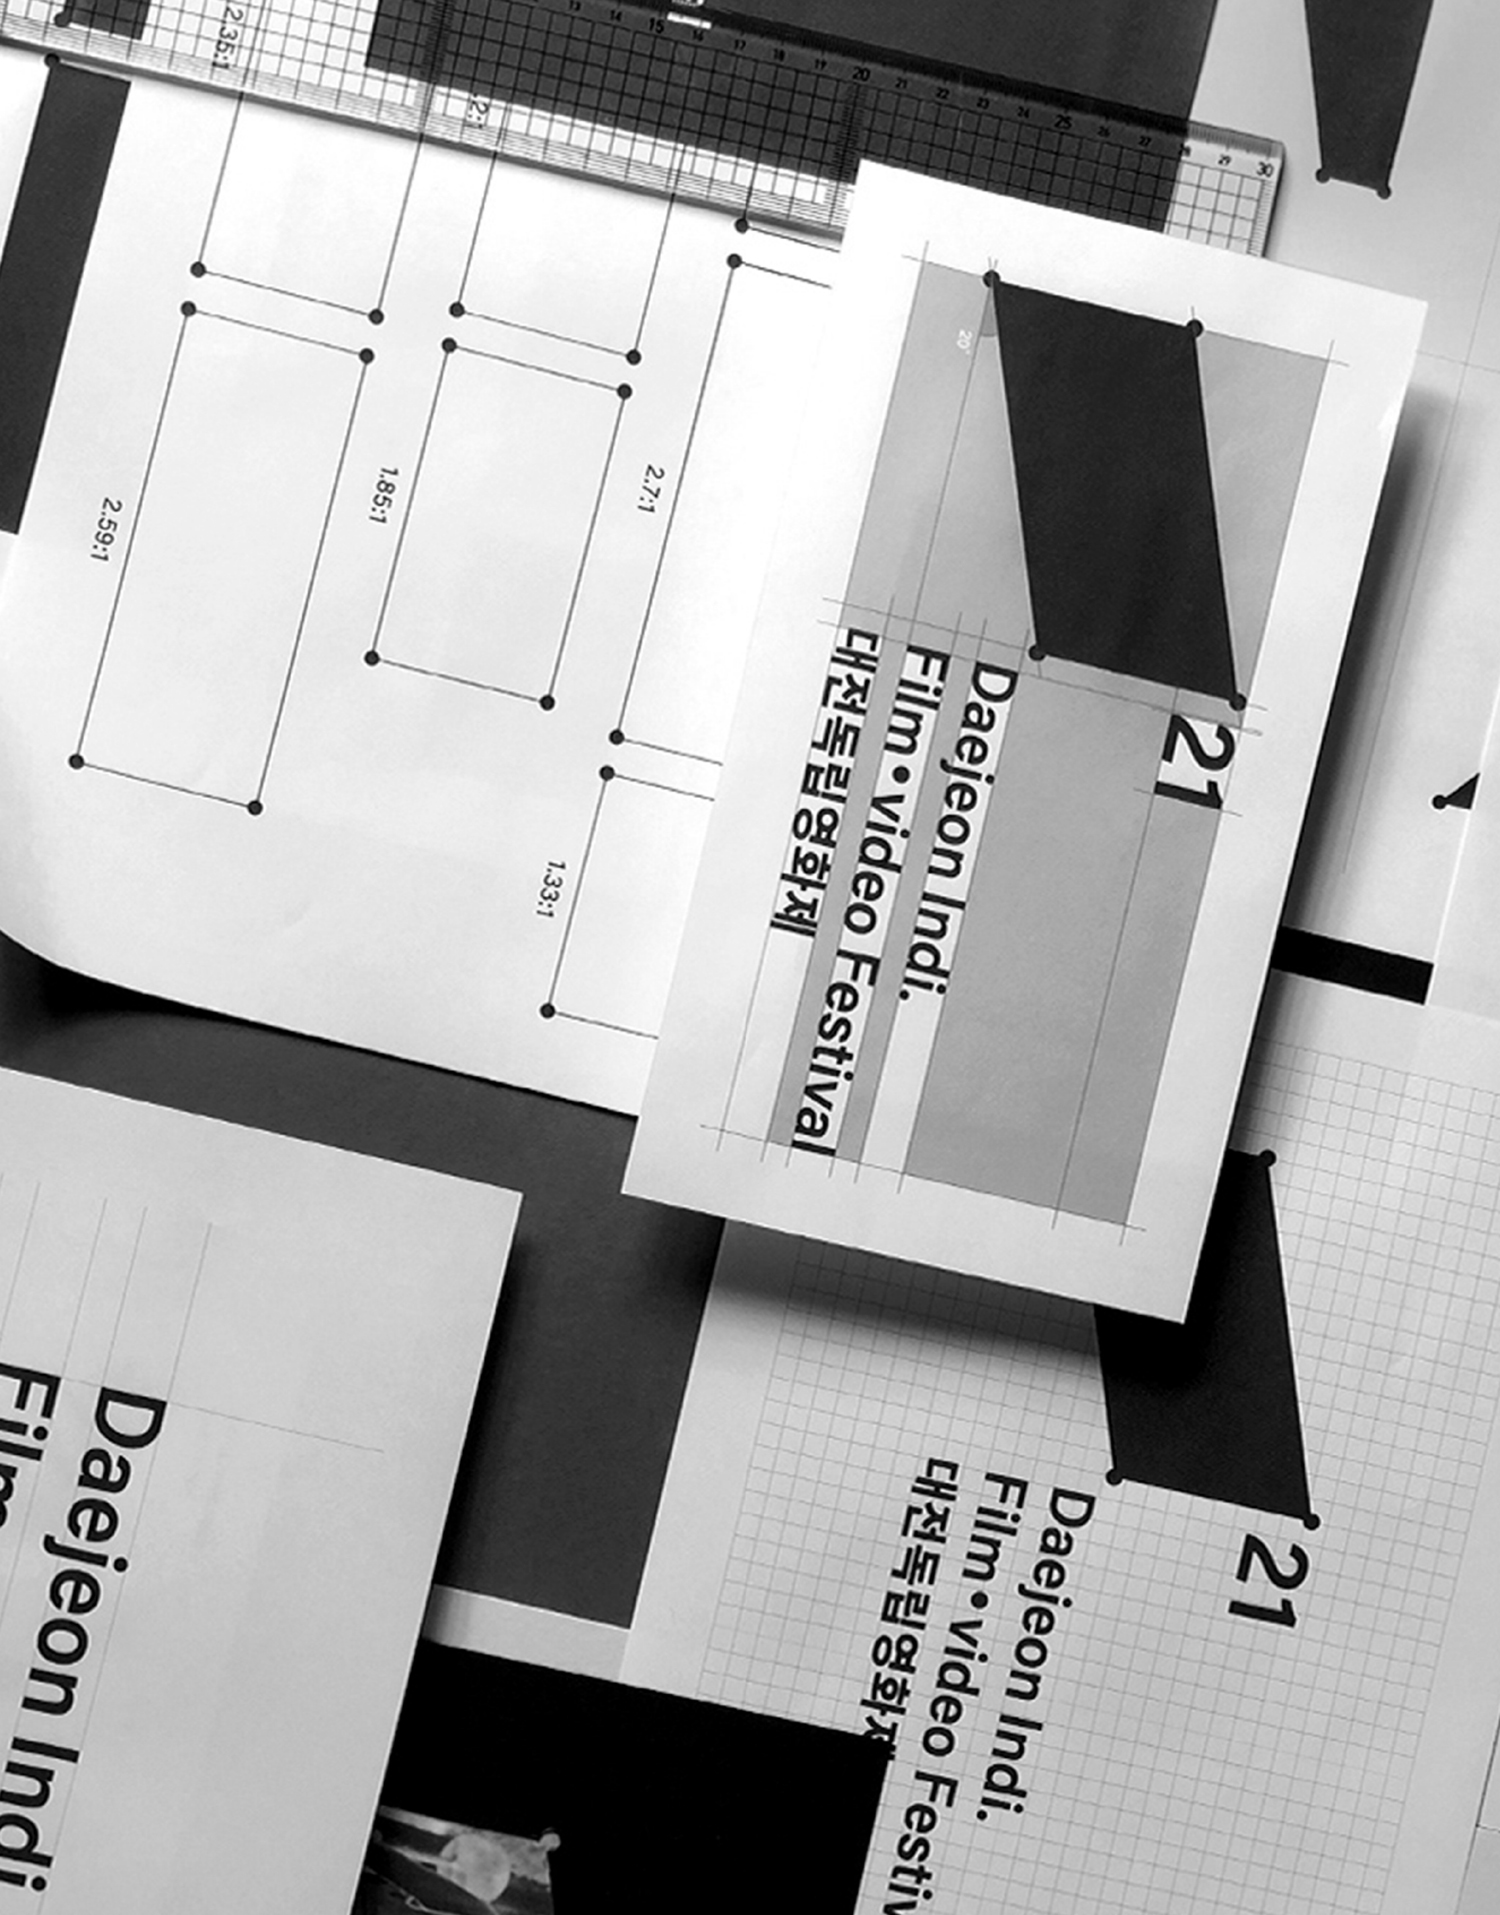 13 14 15 16 17 18 19 20 21 22 23 24 25 26 27 28 29 30
2.35:1
2:1
2.59:1
1.85:1
2.7:1
1.33:1
20°
21
Daejeon Indi.
Film•video Festival
대전독립영화제
21
Daejeon Indi.
Film•video Festiv
대전독립영화제
Daejeon Indi
Film